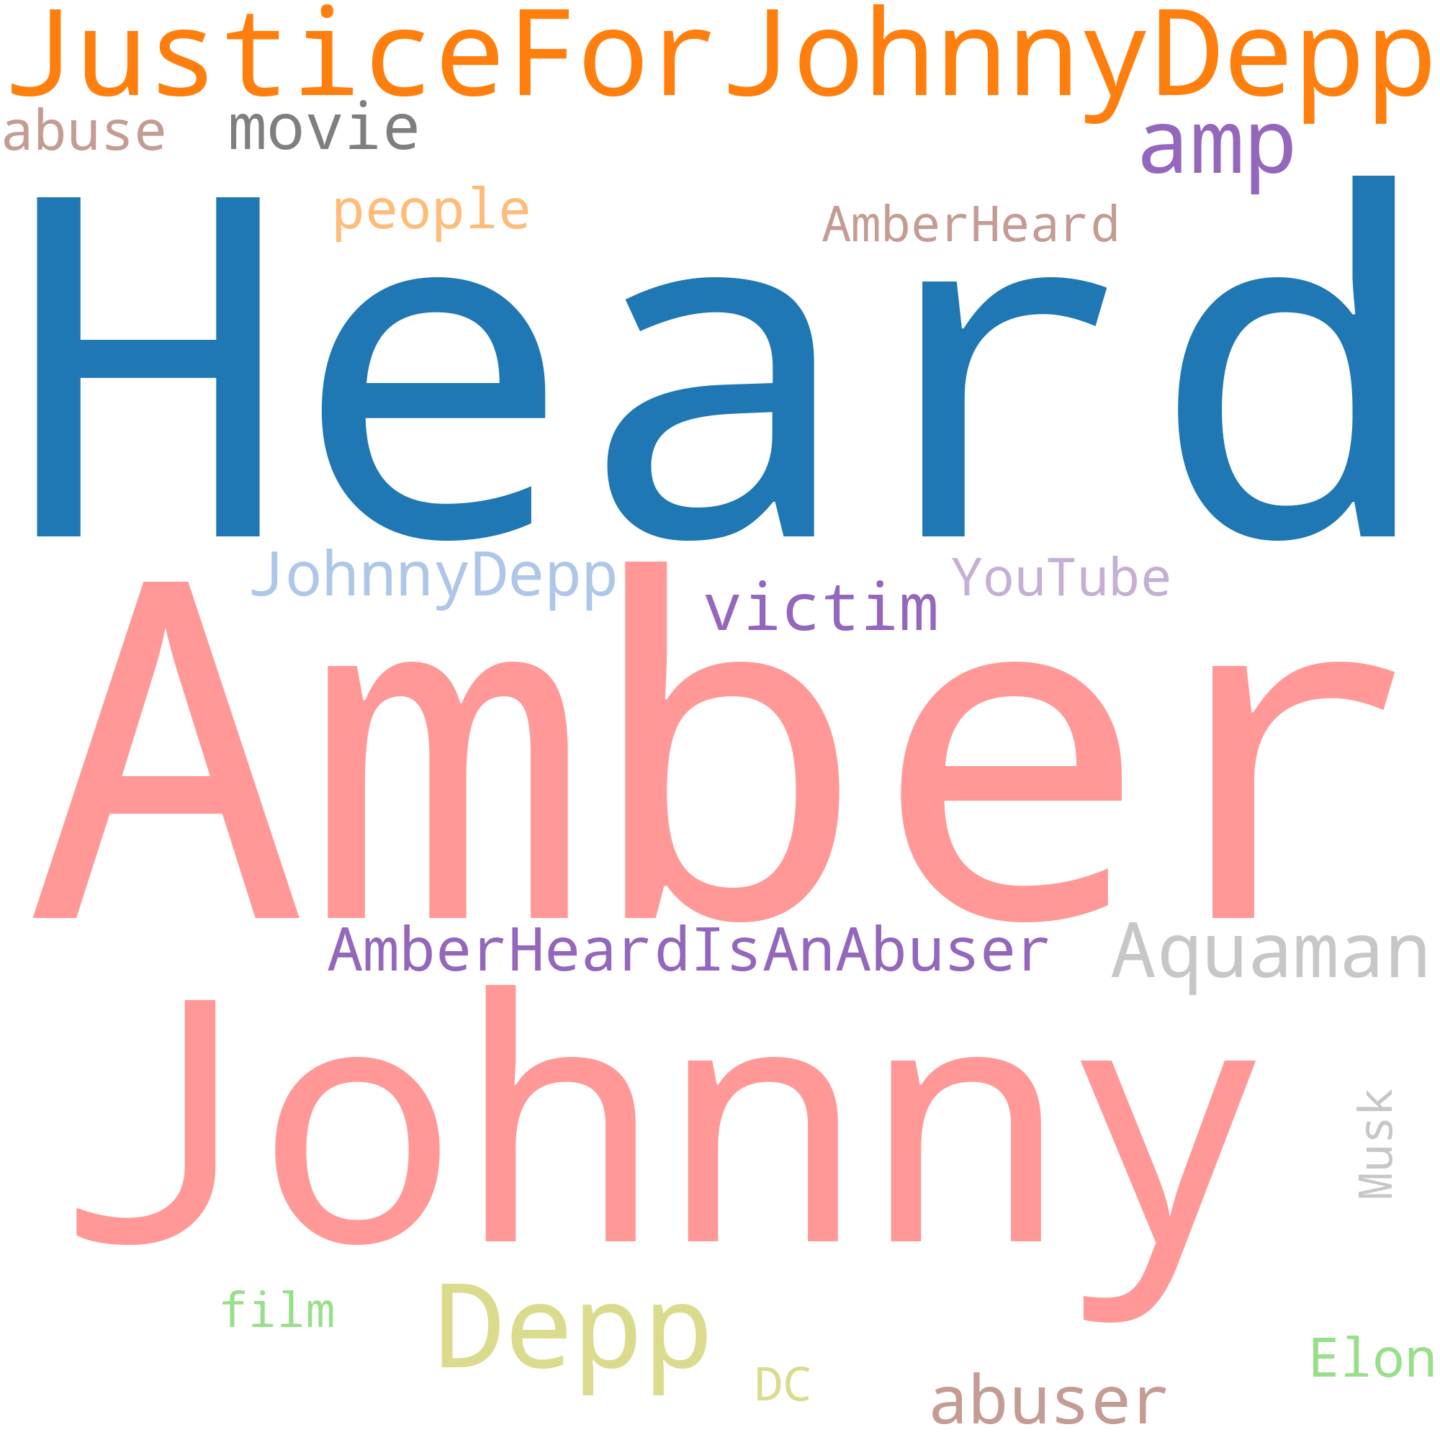 JusticeForJohnnyDepp
abuse movie amp
people AmberHeard
Heard
JohnnyDepp victim YouTube
Amber
AmberHeardIsAnAbuser Aquaman
Johnny
Musk
film Depp
DC abuser Elon